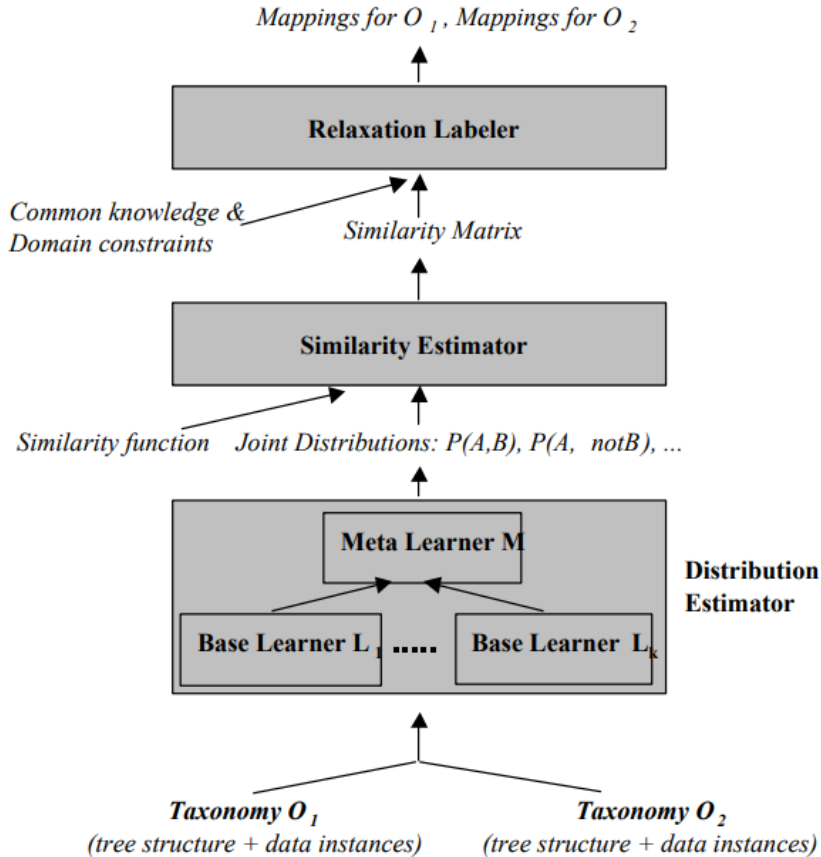 Mappings for O 1 , Mappings for O 2
Relaxation Labeler
Common knowledge &
Domain constraints
Similarity Matrix
Similarity Estimator
Similarity function
Joint Distributions: P(A,B), P(A, notB), ...
Meta Learner M
Distribution
Estimator
Base Learner L 1
.....
Base Learner L k
Taxonomy O 1
(tree structure + data instances)
Taxonomy O 2
(tree structure + data instances)